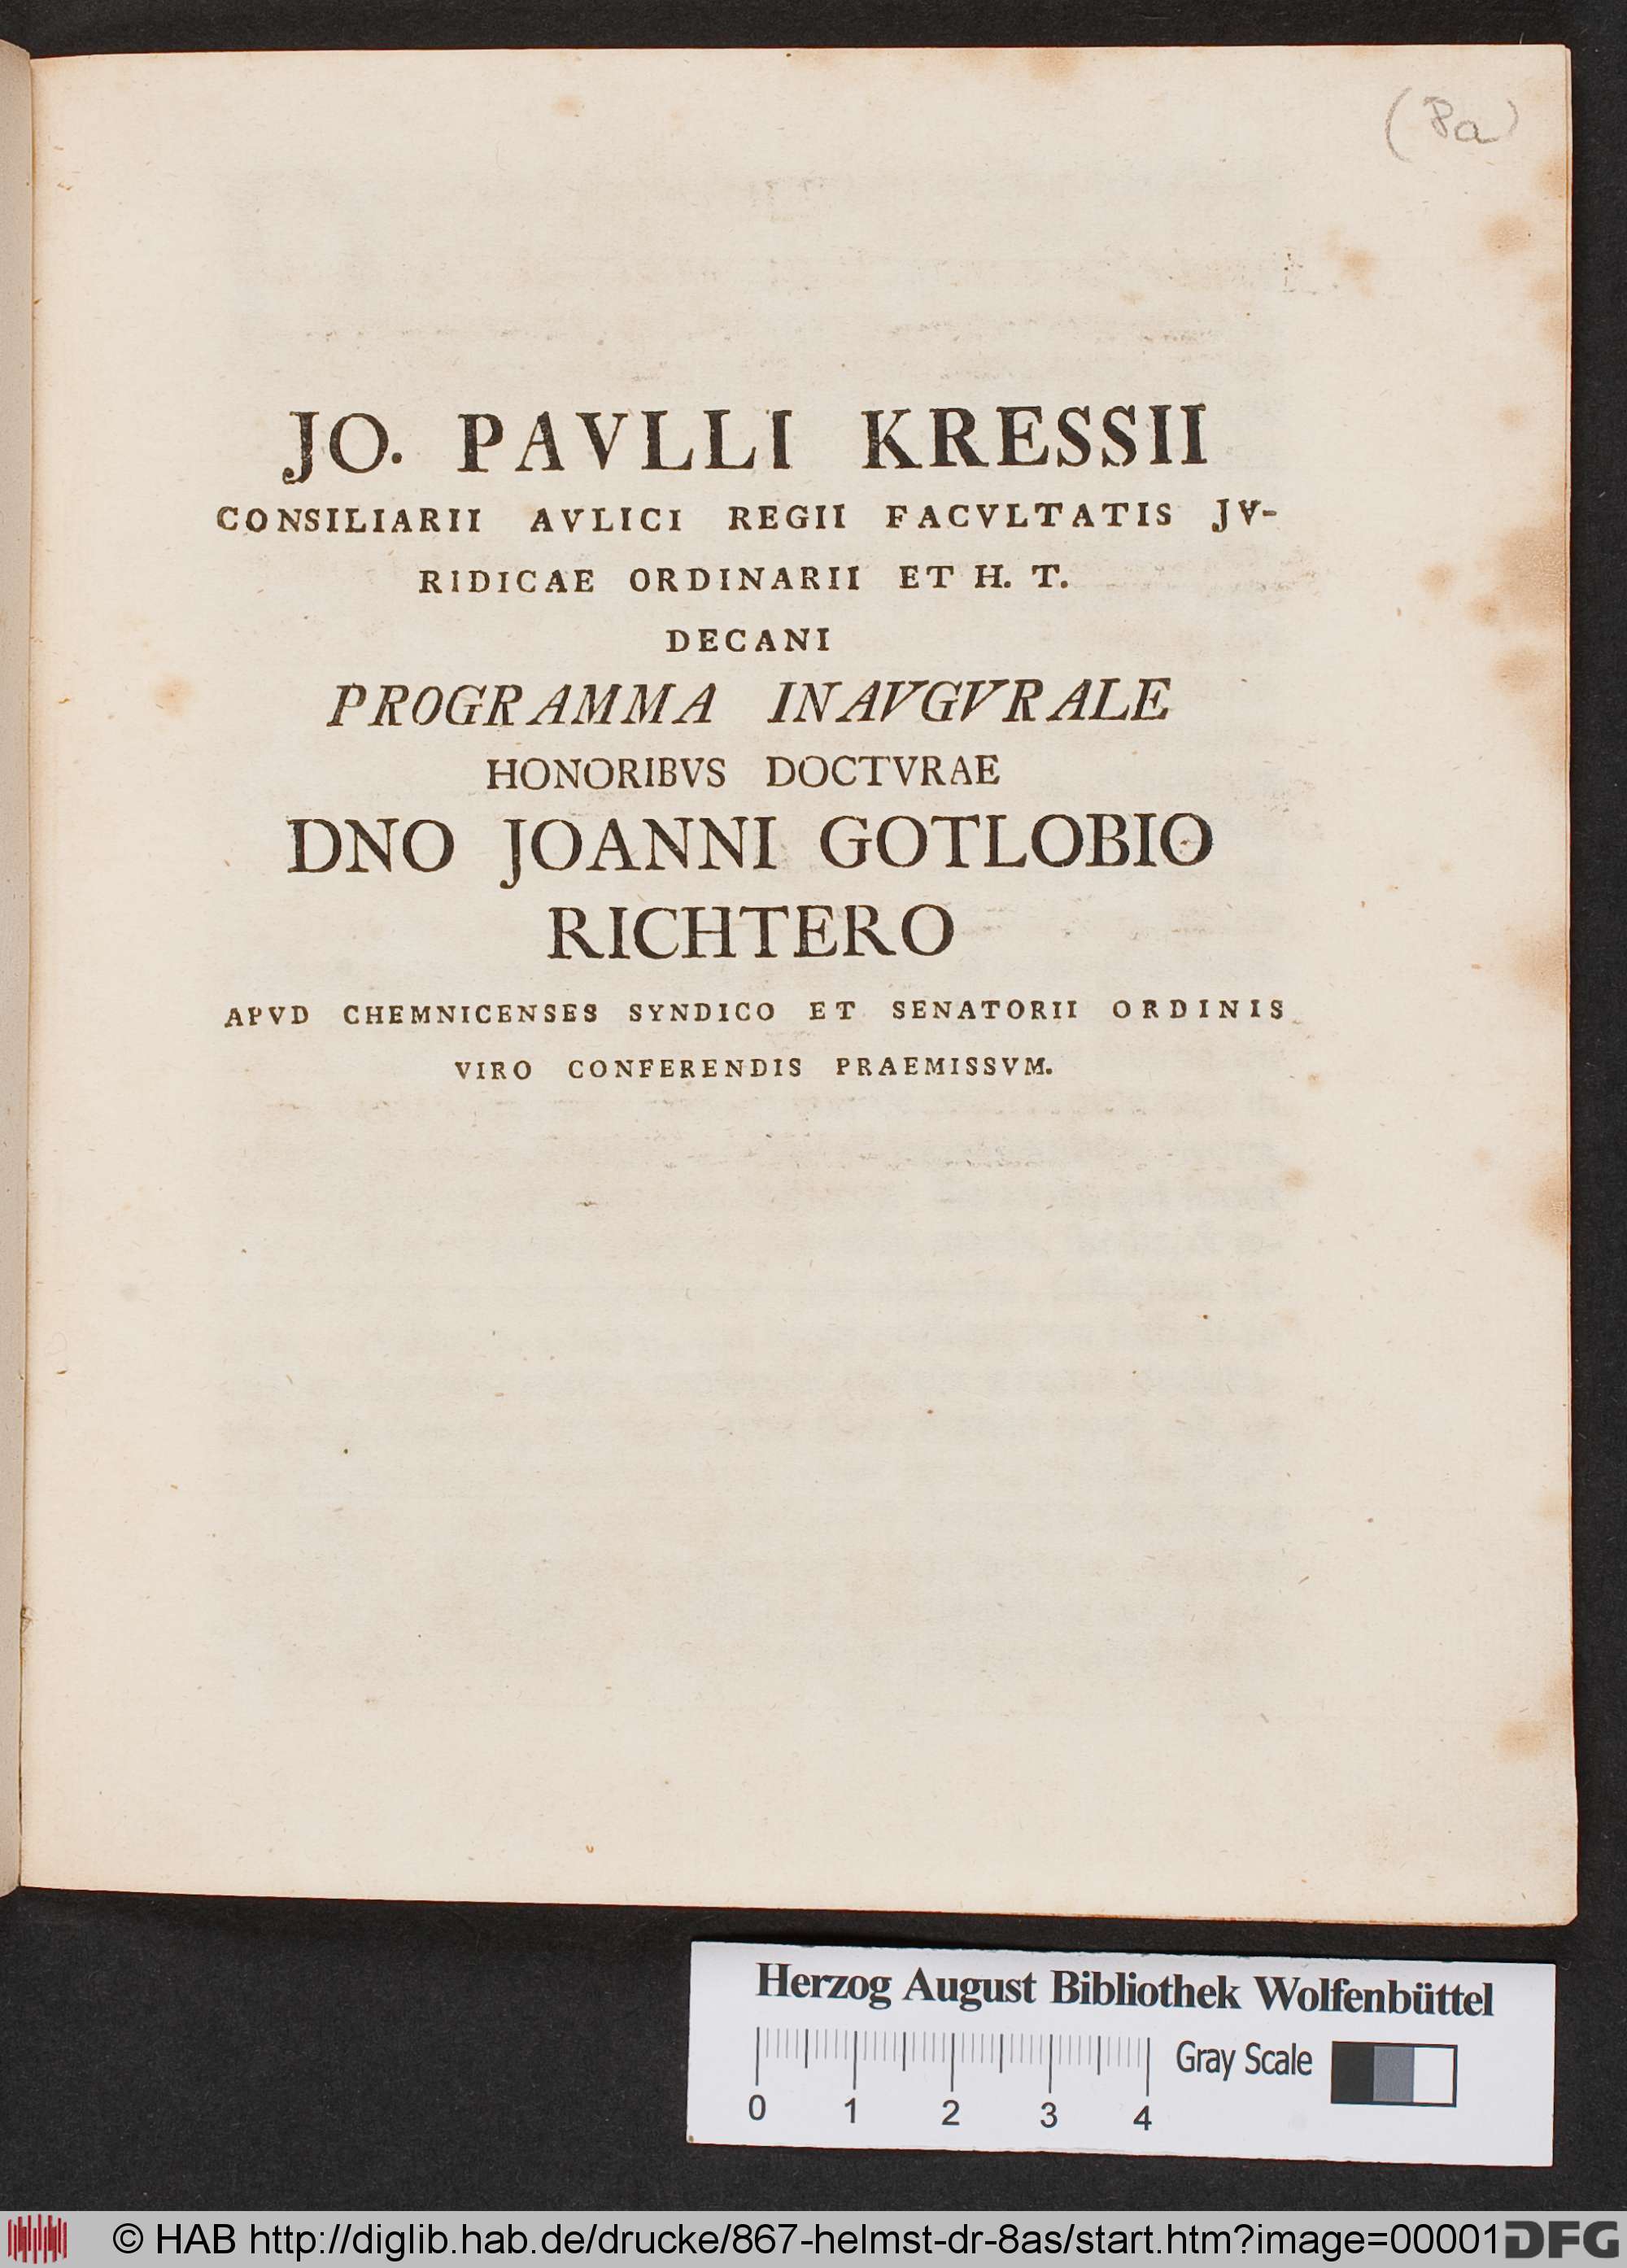 (8a)
JO. PAVLLI KRESSII
CONSILIARII AVLICI REGII FACVLTATIS JV-
RIDICAE ORDINARII ET H. T.
DECANI
PROGRAMMA INAVGVRALE
HONORIBVS DOCTVRAE
DNO JOANNI GOTLOBIO
RICHTERO
APVD CHEMNICENSES SYNDICO ET SENATORII ORDINIS
VIRO CONFERENDIS PRAEMISSVM.
Herzog August Bibliothek Wolfenbüttel
Gray Scale
0 1 2 3 4
© HAB http://diglib.hab.de/drucke/867-helmst-dr-8as/start.htm?image=00001
DFG